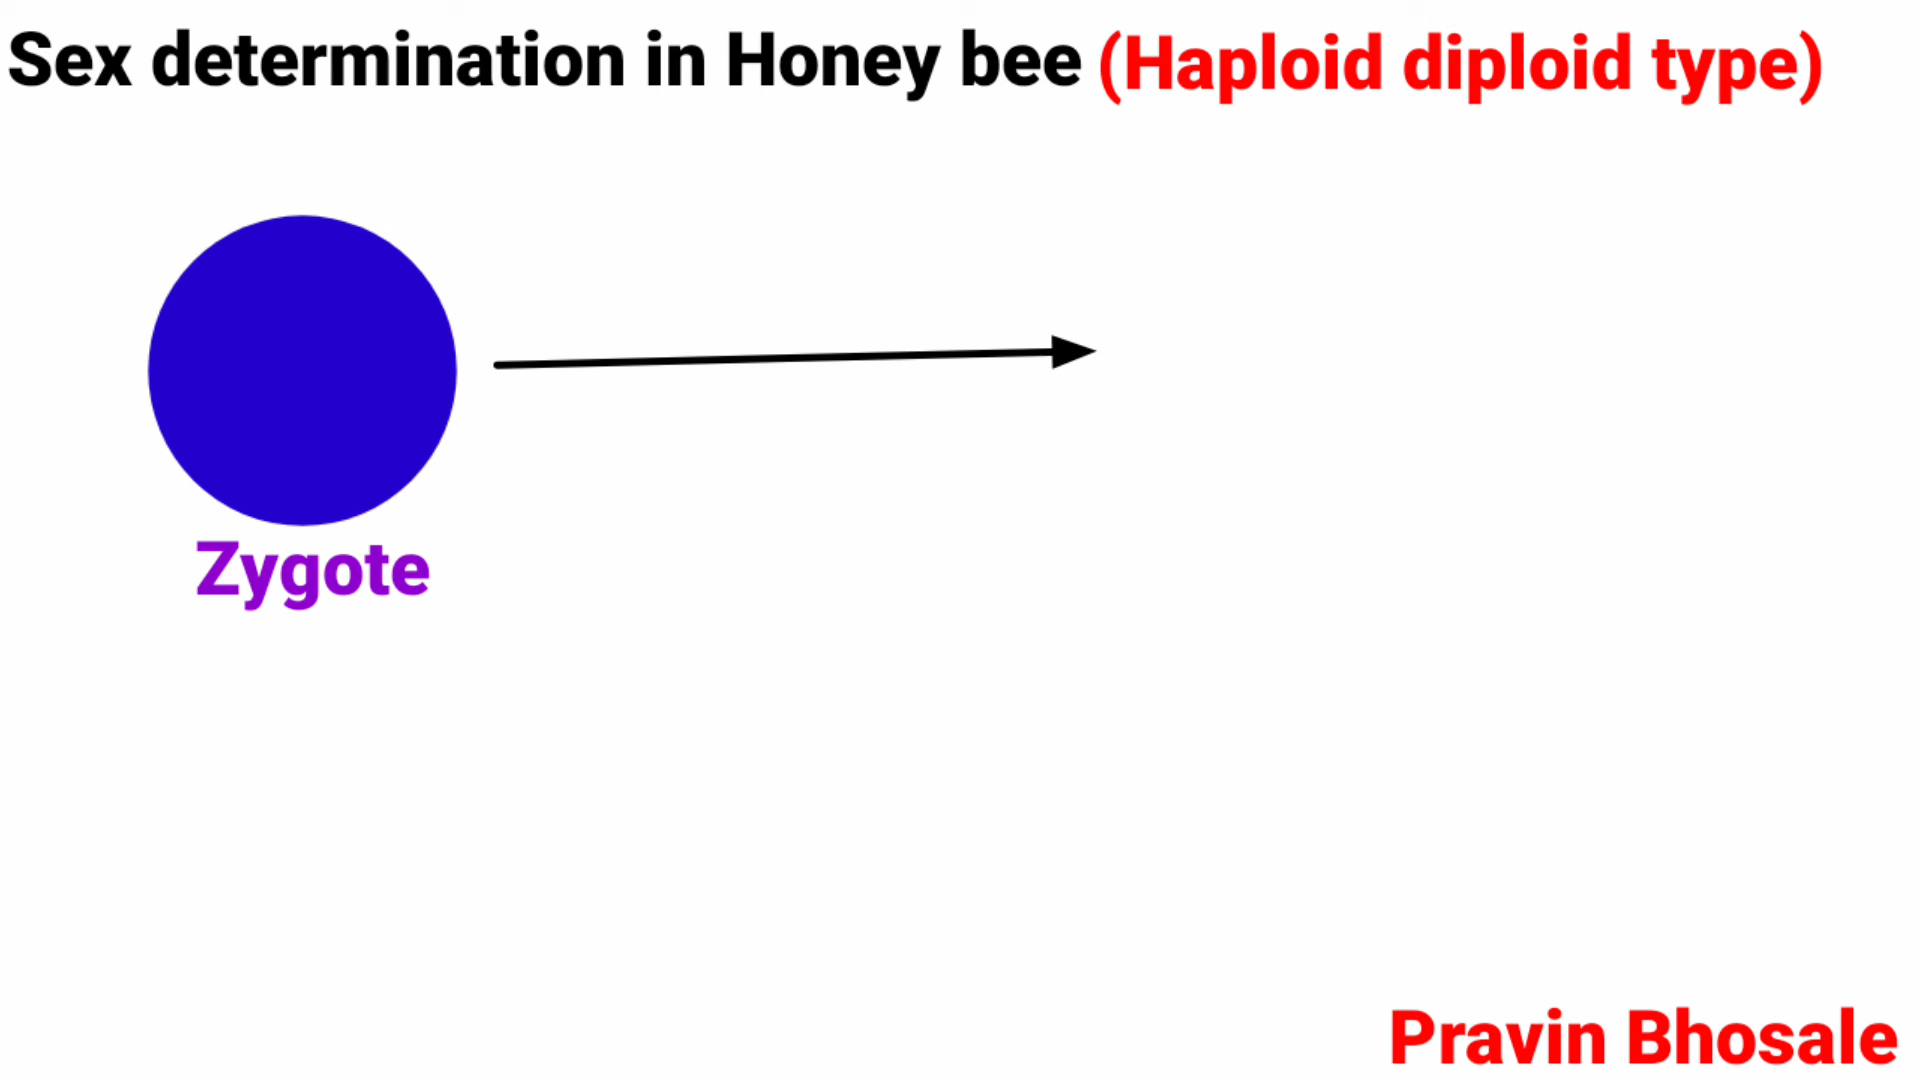 Sex determination in Honey bee (Haploid diploid type)
Zygote
Pravin Bhosale